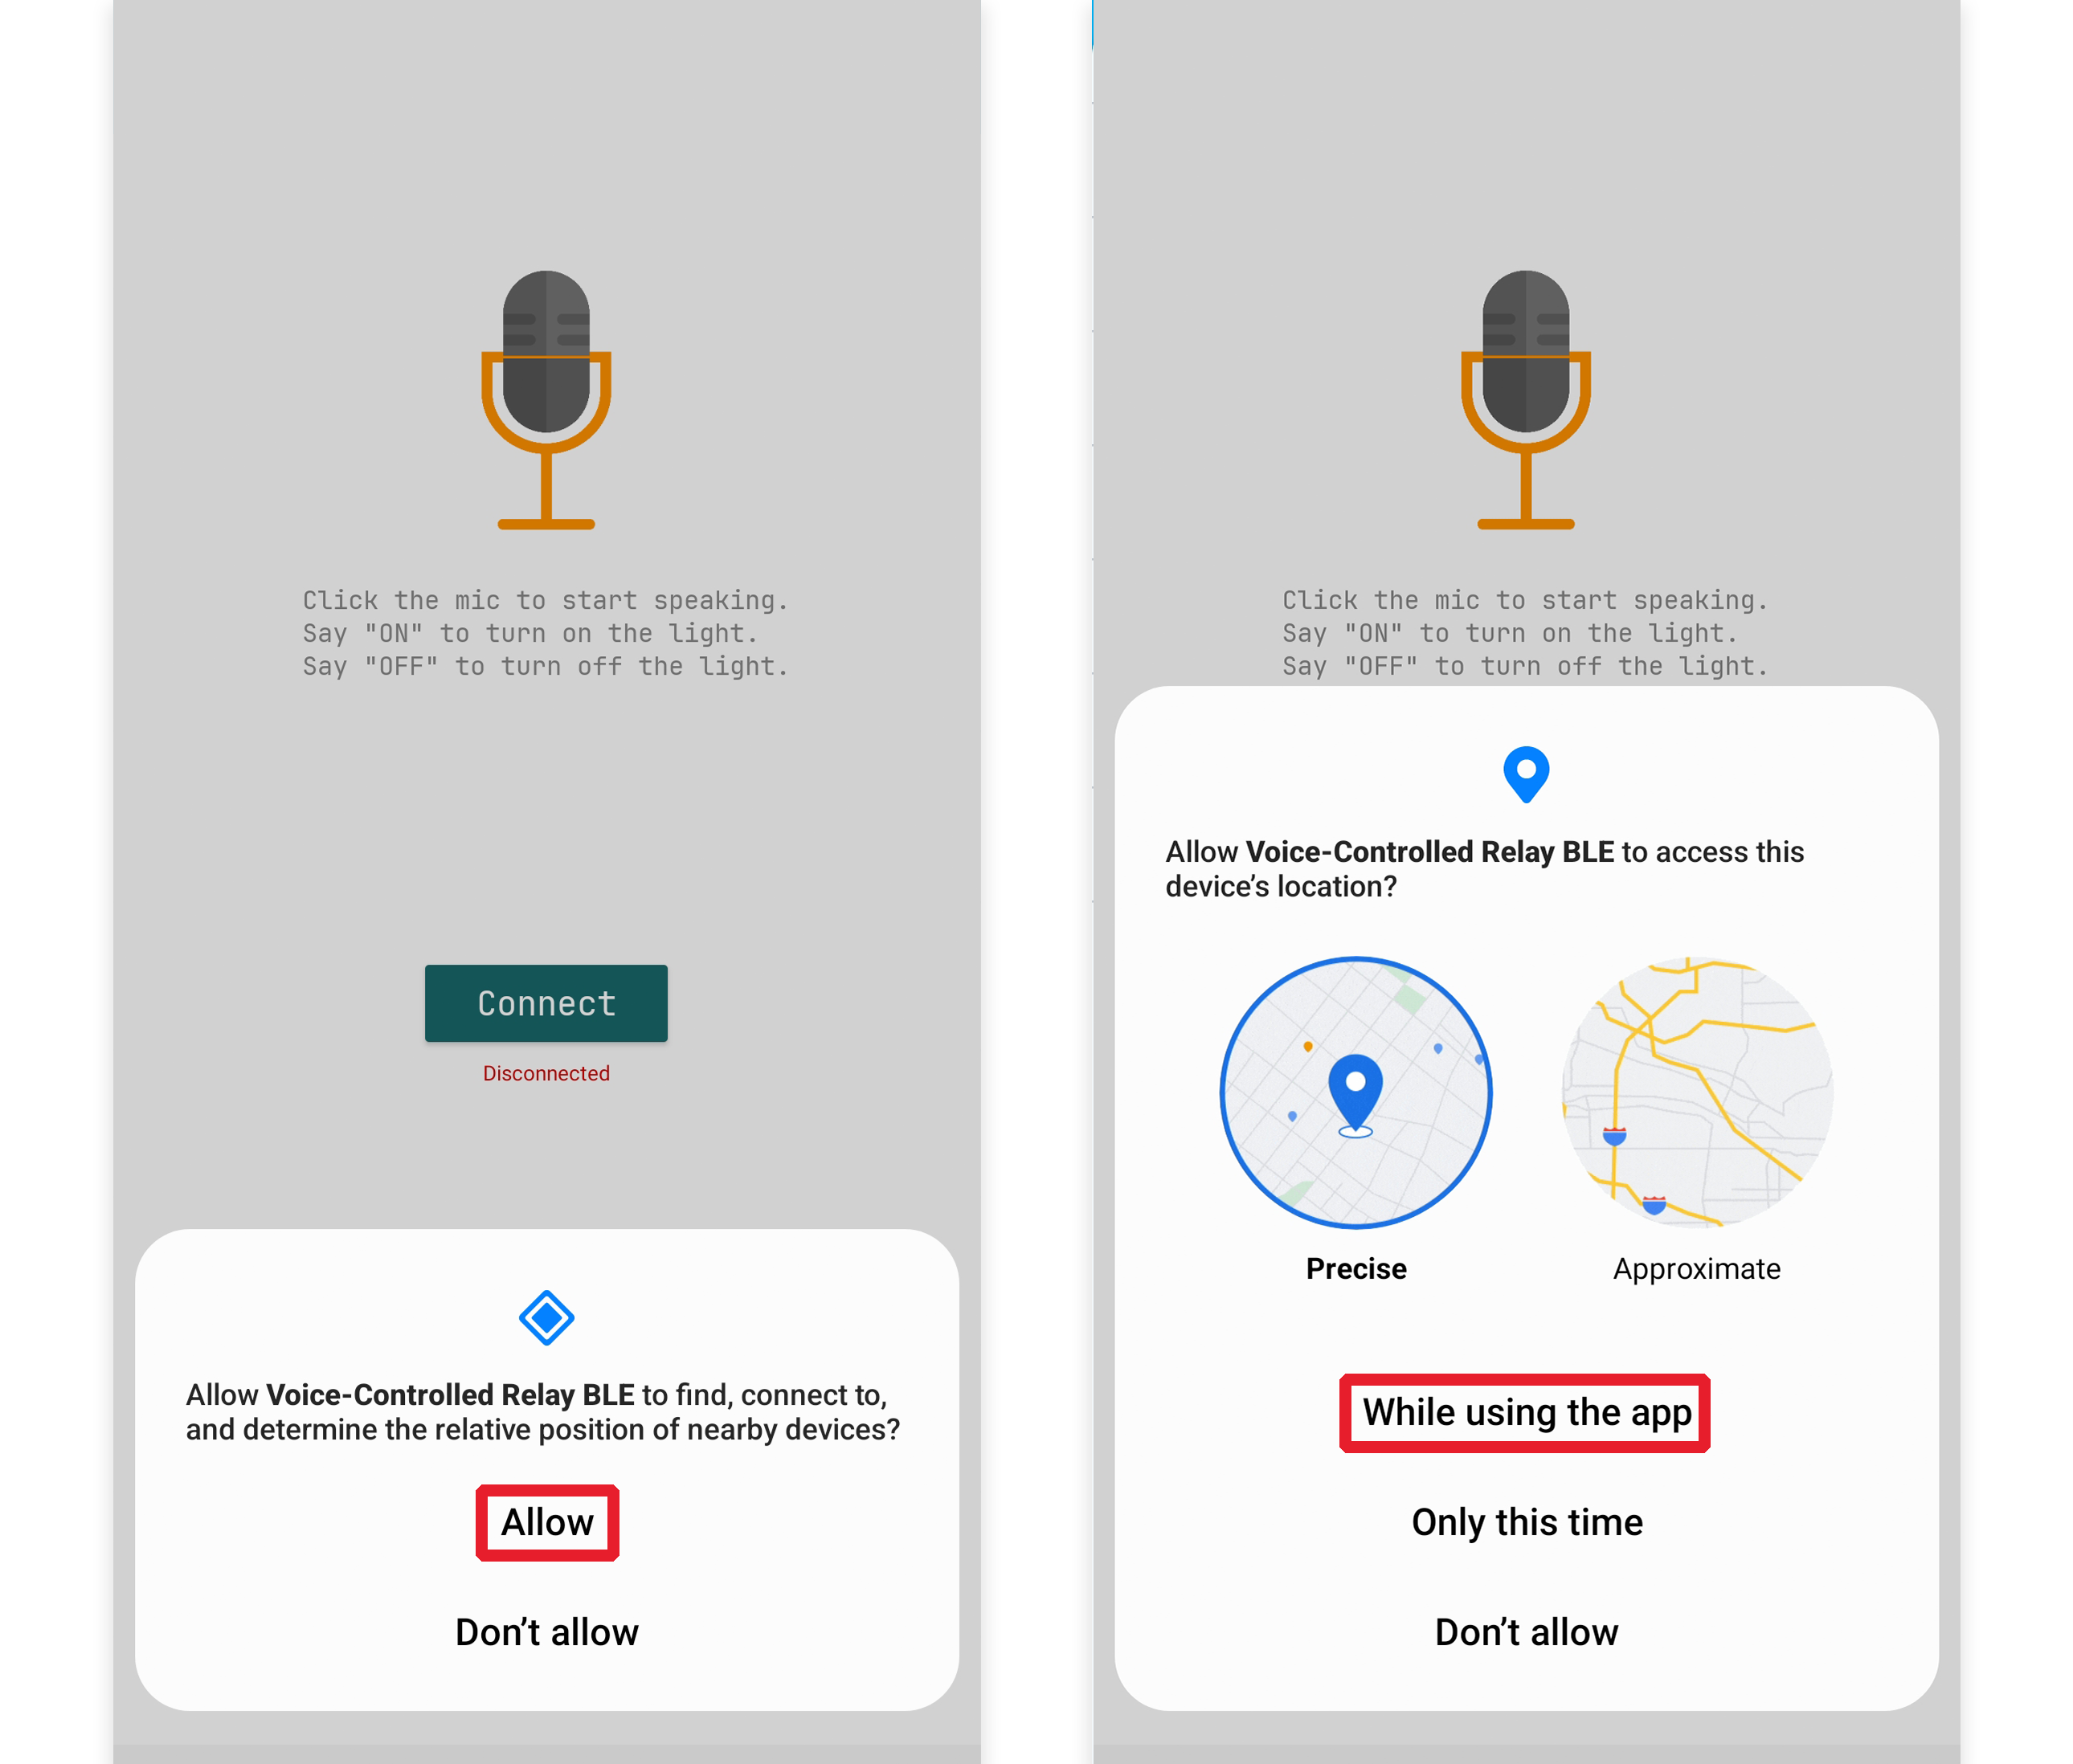 Click the mic to start speaking.
Say "ON" to turn on the light.
Say "OFF" to turn off the light.
Connect
Disconnected
Allow Voice-Controlled Relay BLE to find, connect to,
and determine the relative position of nearby devices?
Allow
Don’t allow
Click the mic to start speaking.
Say "ON" to turn on the light.
Say "OFF" to turn off the light.
Allow Voice-Controlled Relay BLE to access this
device’s location?
Precise
Approximate
While using the app
Only this time
Don’t allow